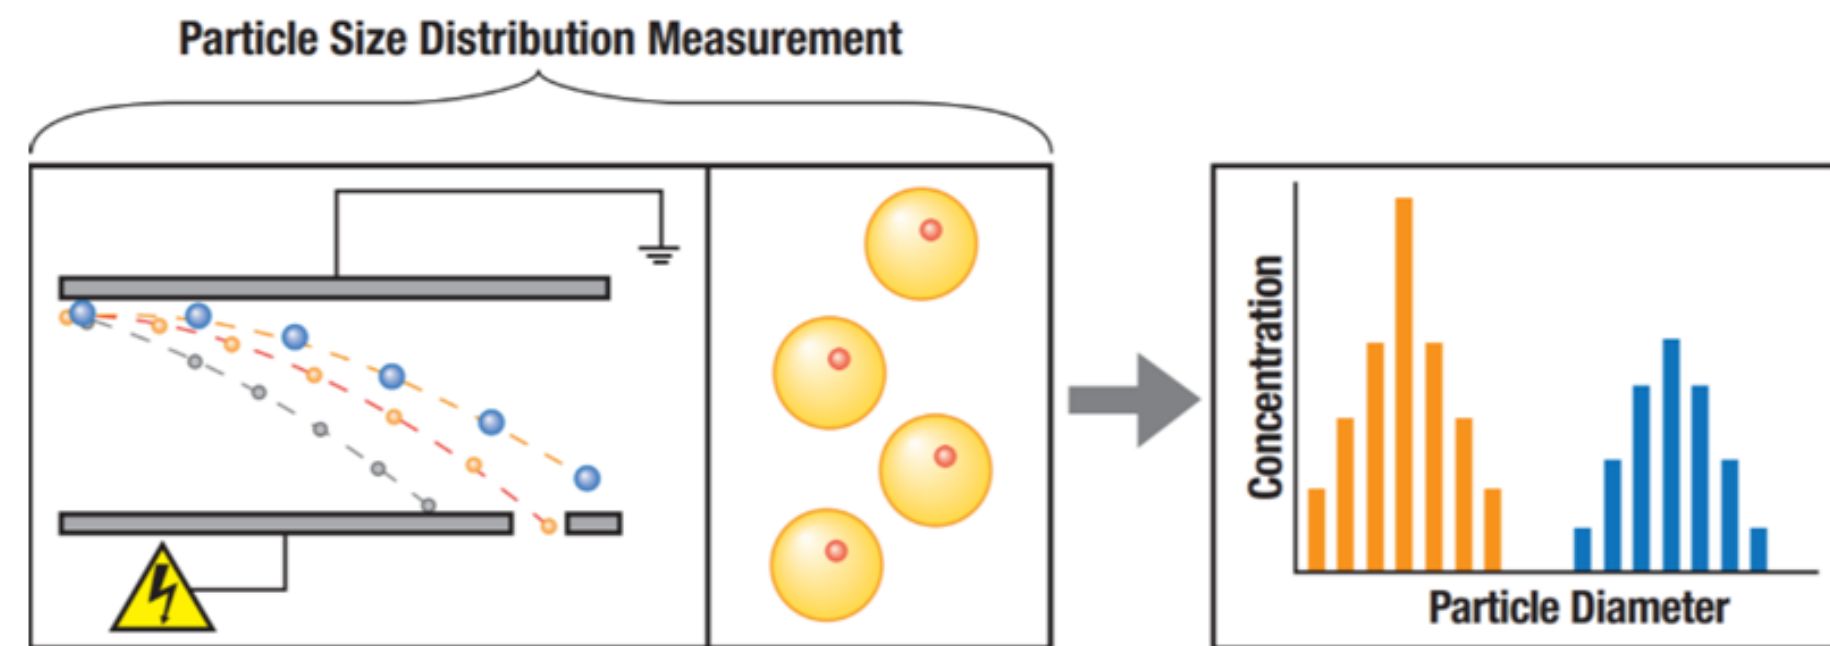 Particle Size Distribution Measurement
Concentration
Particle Diameter